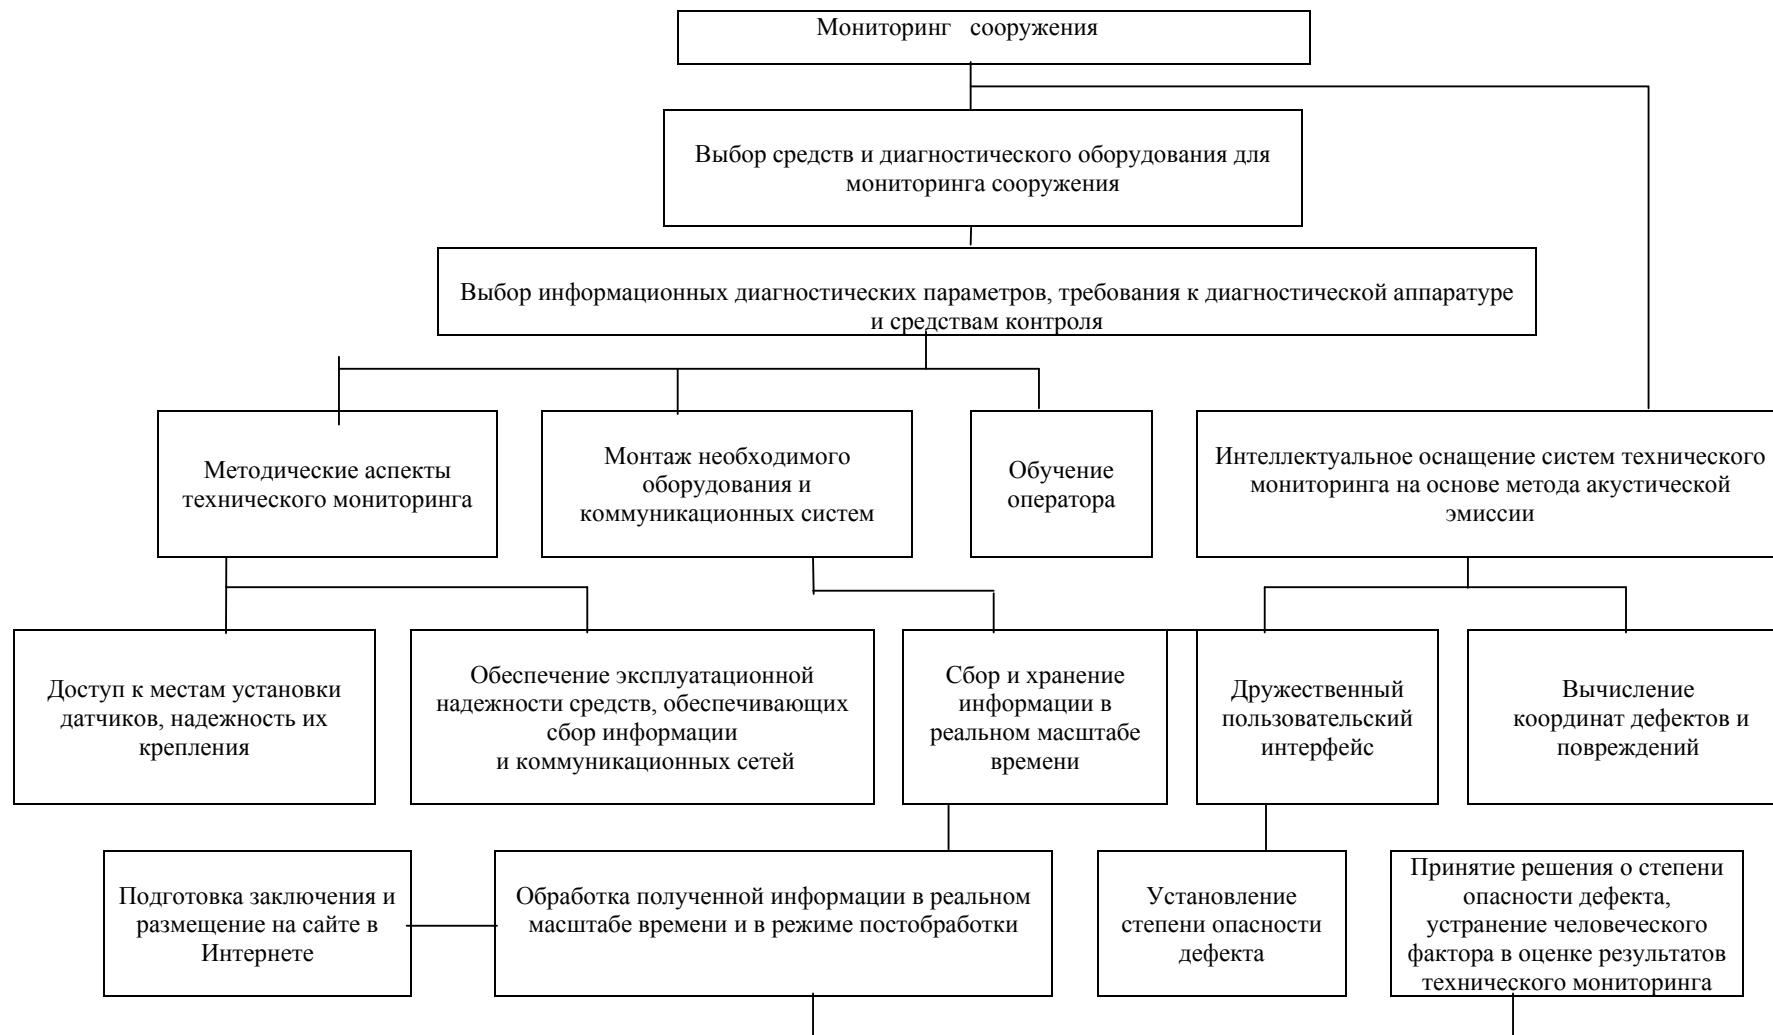 Мониторинг сооружения
Выбор средств и диагностического оборудования для
мониторинга сооружения
Выбор информационных диагностических параметров, требования к диагностической аппаратуре
и средствам контроля
Методические аспекты
технического мониторинга
Монтаж необходимого
оборудования и
коммуникационных систем
Обучение
оператора
Интеллектуальное оснащение систем технического
мониторинга на основе метода акустической
эмиссии
Доступ к местам установки
датчиков, надежность их
крепления
Обеспечение эксплуатационной
надежности средств, обеспечивающих
сбор информации
и коммуникационных сетей
Сбор и хранение
информации в
реальном масштабе
времени
Дружественный
пользовательский
интерфейс
Вычисление
координат дефектов и
повреждений
Подготовка заключения и
размещение на сайте в
Интернете
Обработка полученной информации в реальном
масштабе времени и в режиме постобработки
Установление
степени опасности
дефекта
Принятие решения о степени
опасности дефекта,
устранение человеческого
фактора в оценке результатов
технического мониторинга